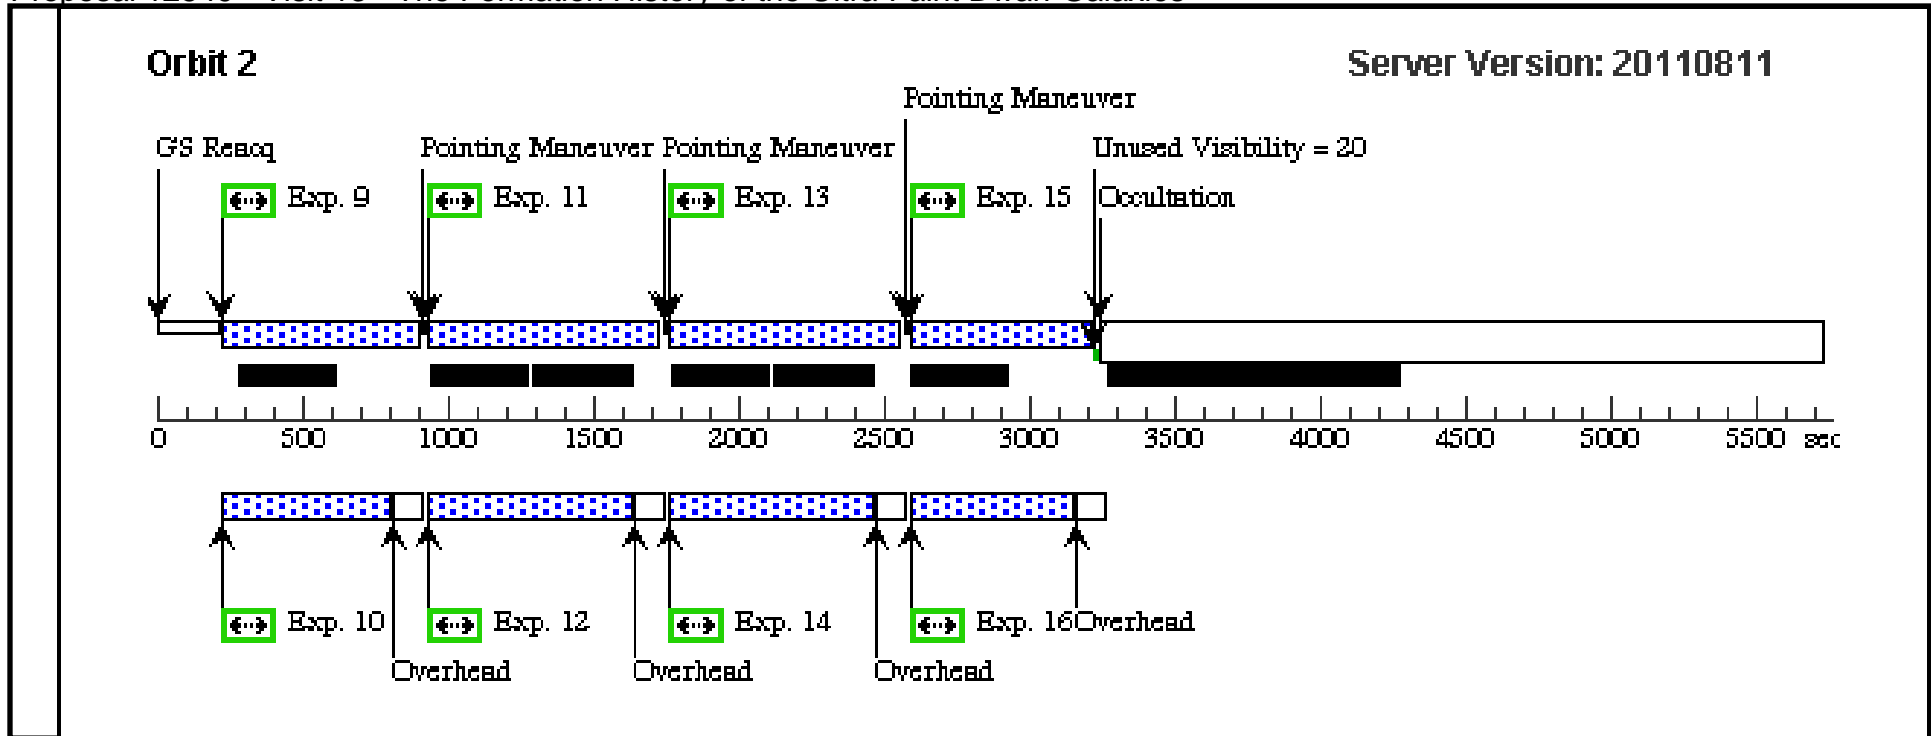 Orbit 2 Server Version: 20110811
Pointing Maneuver
GS Reacq Pointing Maneuver Pointing Maneuver Unused Visibility = 20
Exp. 9 Exp. 11 Exp. 13 Exp. 15 Occultation
0 500 1000 1500 2000 2500 3000 3500 4000 4500 5000 5500 sec
Exp. 10 Exp. 12 Exp. 14 Exp. 16 Overhead
Overhead Overhead Overhead